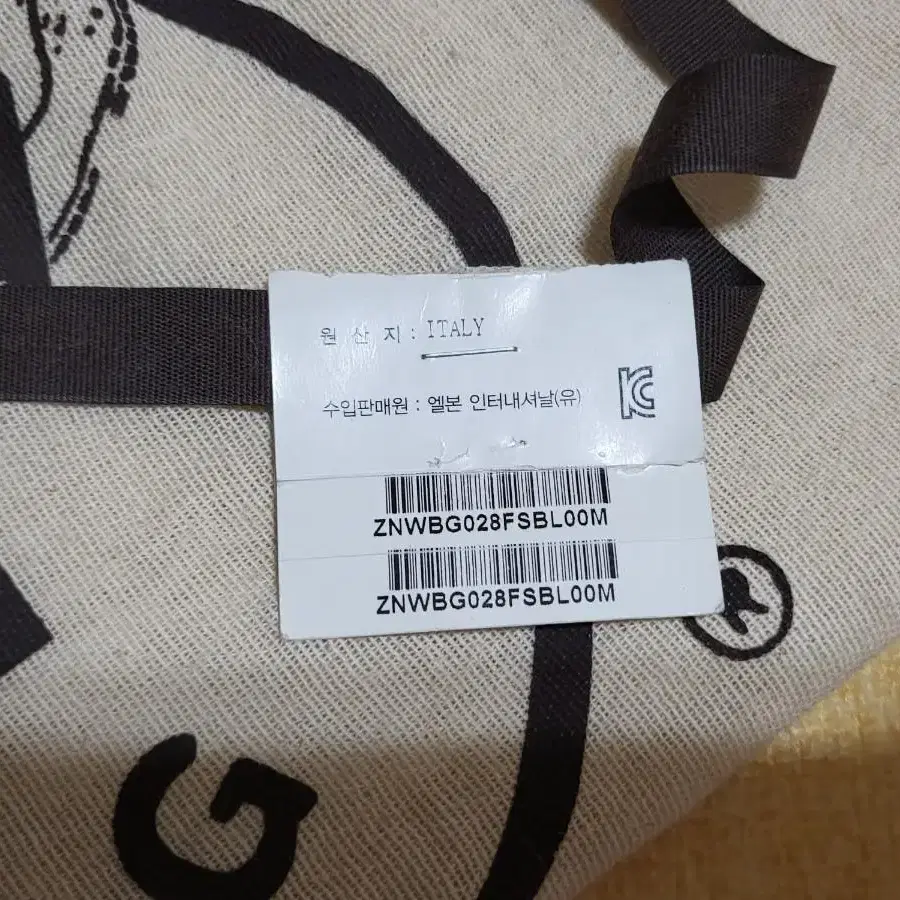 원 산 지 : ITALY
수입판매원 : 엘본 인터내셔날(유)
KC
ZNWBG028FSBL00M
ZNWBG028FSBL00M
R
G